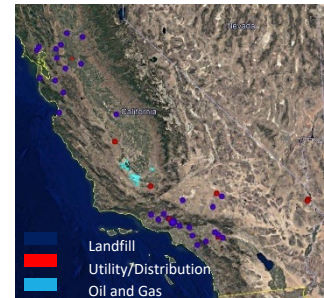 Nevada
California
Landfill
Utility/Distribution
Oil and Gas